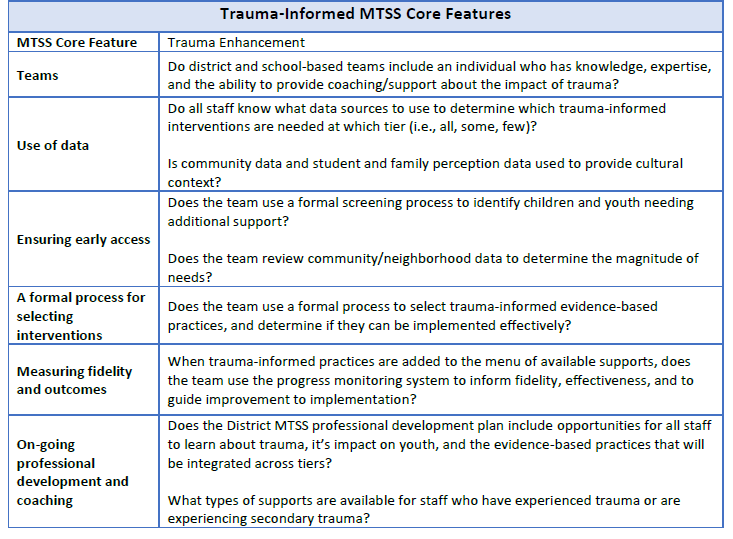 Trauma-Informed MTSS Core Features
MTSS Core Feature
Trauma Enhancement
Teams
Do district and school-based teams include an individual who has knowledge, expertise,
and the ability to provide coaching/support about the impact of trauma?
Use of data
Do all staff know what data sources to use to determine which trauma-informed
interventions are needed at which tier (i.e., all, some, few)?
Is community data and student and family perception data used to provide cultural
context?
Ensuring early access
Does the team use a formal screening process to identify children and youth needing
additional support?
Does the team review community/neighborhood data to determine the magnitude of
needs?
A formal process for
selecting
interventions
Does the team use a formal process to select trauma-informed evidence-based
practices, and determine if they can be implemented effectively?
Measuring fidelity
and outcomes
When trauma-informed practices are added to the menu of available supports, does
the team use the progress monitoring system to inform fidelity, effectiveness, and to
guide improvement to implementation?
On-going
professional
development and
coaching
Does the District MTSS professional development plan include opportunities for all staff
to learn about trauma, it's impact on youth, and the evidence-based practices that will
be integrated across tiers?
What types of supports are available for staff who have experienced trauma or are
experiencing secondary trauma?